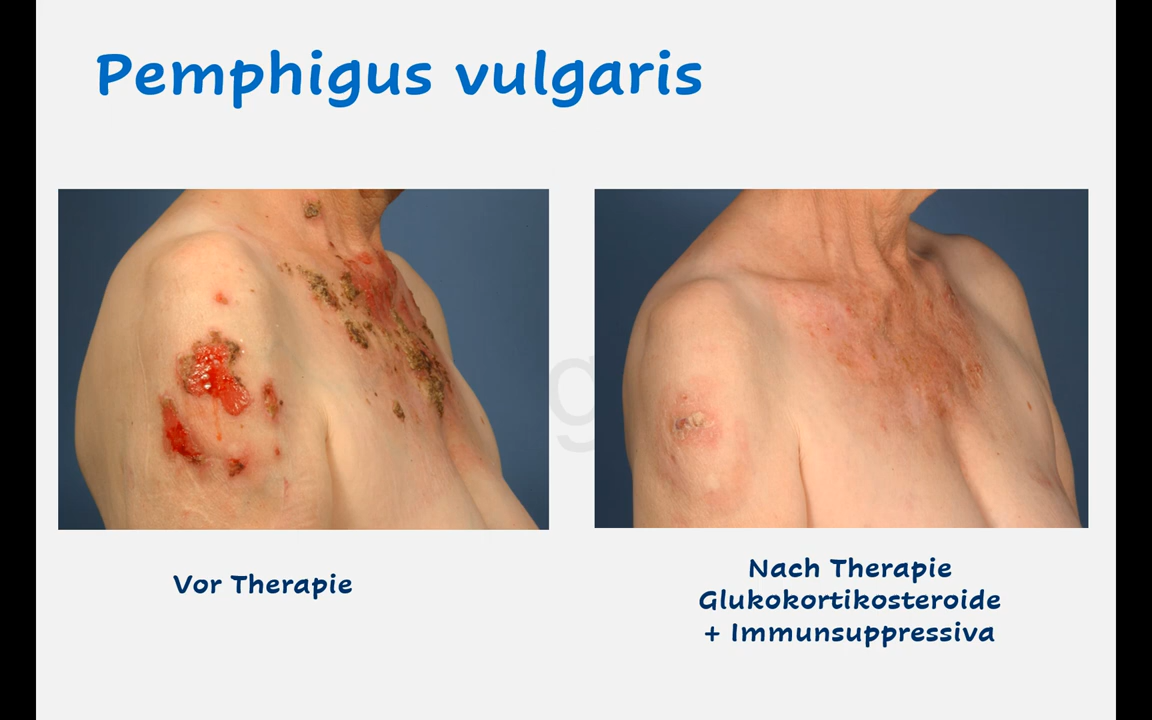 Pemphigus vulgaris
Vor Therapie
Nach Therapie
Glukokortikosteroide
+ Immunsuppressiva